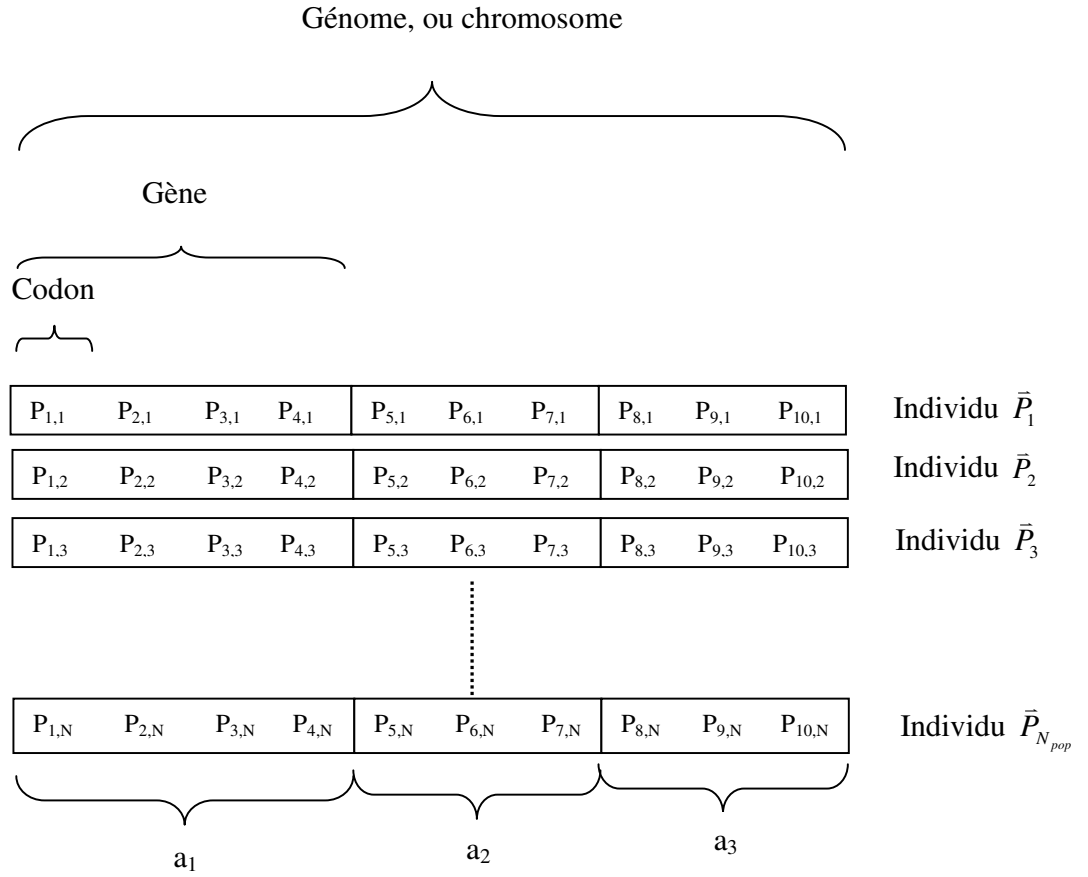 Génome, ou chromosome
Gène
Codon
P1,1 P2,1 P3,1 P4,1 P5,1 P6,1 P7,1 P8,1 P9,1 P10,1 Individu P⃗1
P1,2 P2,2 P3,2 P4,2 P5,2 P6,2 P7,2 P8,2 P9,2 P10,2 Individu P⃗2
P1,3 P2,3 P3,3 P4,3 P5,3 P6,3 P7,3 P8,3 P9,3 P10,3 Individu P⃗3
P1,N P2,N P3,N P4,N P5,N P6,N P7,N P8,N P9,N P10,N Individu P⃗Npop
a1 a2 a3